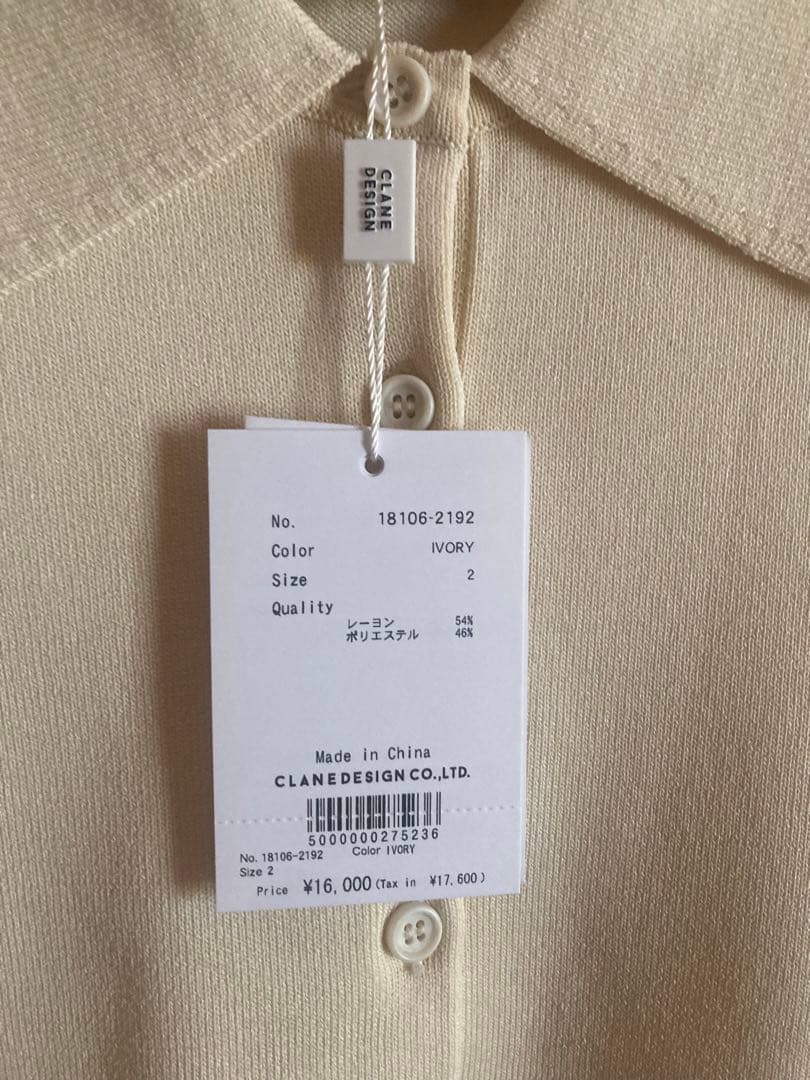 CLANE
DESIGN
No. 18106-2192
Color IVORY
Size 2
Quality
レーヨン 54%
ポリエステル 46%
Made in China
CLANEDESIGN CO.,LTD.
5000000275236
No. 18106-2192 Color IVORY
Size 2
Price ¥16,000 (Tax in ¥17,600)